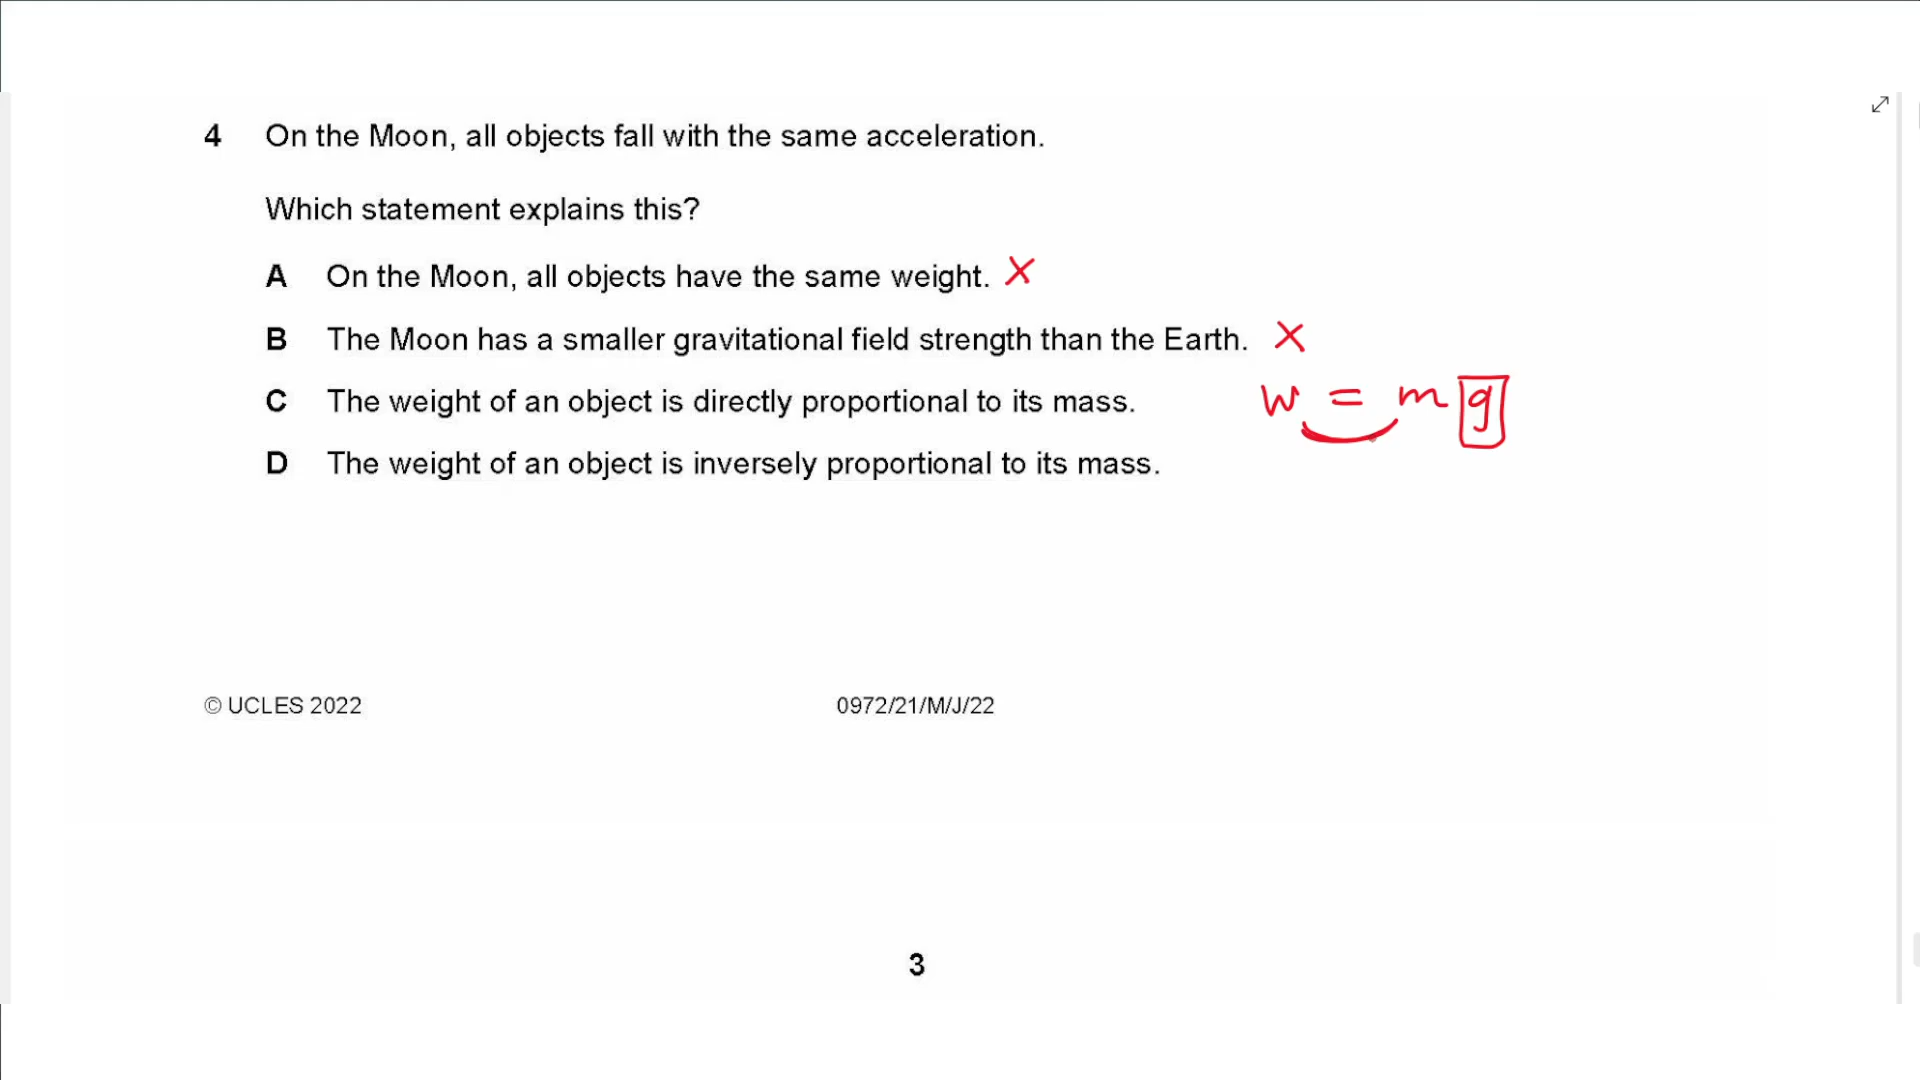 4 On the Moon, all objects fall with the same acceleration.
Which statement explains this?
A On the Moon, all objects have the same weight. X
B The Moon has a smaller gravitational field strength than the Earth. X
C The weight of an object is directly proportional to its mass. W = m g
D The weight of an object is inversely proportional to its mass.
© UCLES 2022 0972/21/M/J/22
3